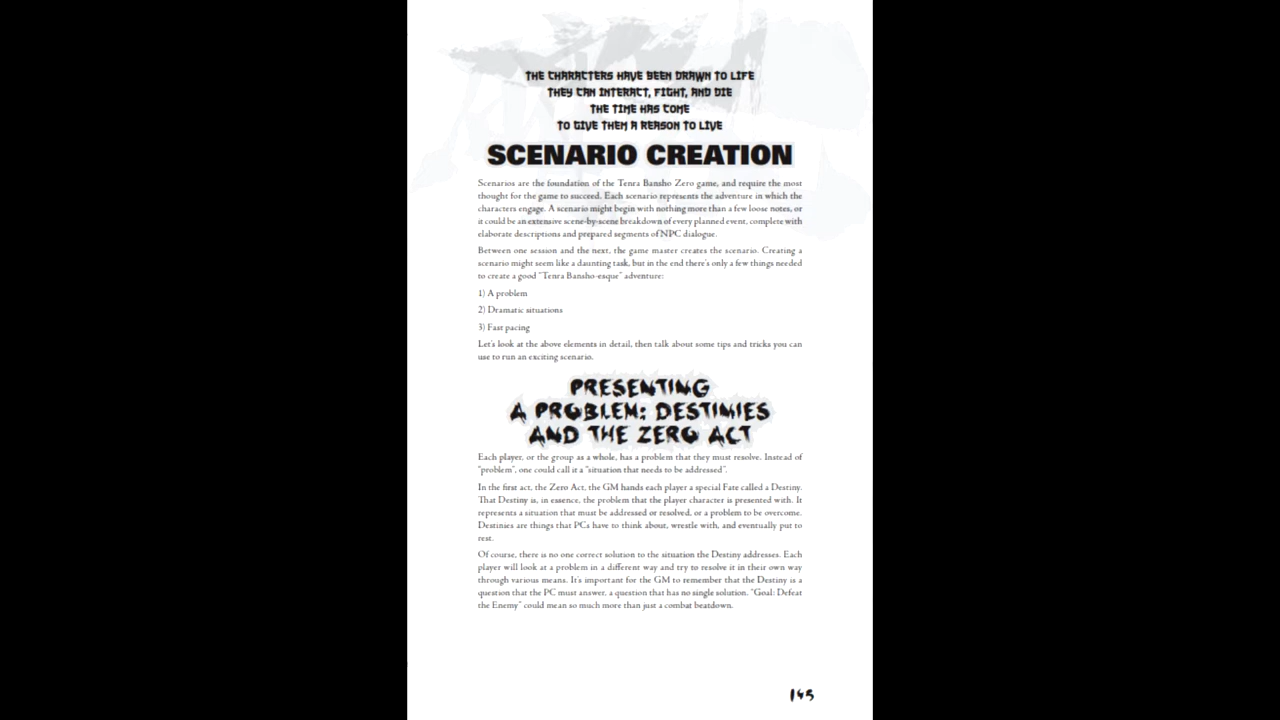 THE CHARACTERS HAVE BEEN DRAWN TO LIFE
THEY CAN INTERACT, FIGHT, AND DIE
THE TIME HAS COME
TO GIVE THEM A REASON TO LIVE
SCENARIO CREATION
Scenarios are the foundation of the Tenra Bansho Zero game, and require the most
thought for the game to succeed. Each scenario represents the adventure in which the
characters engage. A scenario might begin with nothing more than a few loose notes, or
it could be an extensive scene-by-scene breakdown of every planned event, complete with
elaborate descriptions and prepared segments of NPC dialogue.
Between one session and the next, the game master creates the scenario. Creating a
scenario might seem like a daunting task, but in the end there's only a few things needed
to create a good "Tenra Bansho-esque" adventure:
1) A problem
2) Dramatic situations
3) Fast pacing
Let's look at the above elements in detail, then talk about some tips and tricks you can
use to run an exciting scenario.
PRESENTING
A PROBLEM: DESTINIES
AND THE ZERO ACT
Each player, or the group as a whole, has a problem that they must resolve. Instead of
"problem", one could call it a "situation that needs to be addressed".
In the first act, the Zero Act, the GM hands each player a special Fate called a Destiny.
That Destiny is, in essence, the problem that the player character is presented with. It
represents a situation that must be addressed or resolved, or a problem to be overcome.
Destinies are things that PCs have to think about, wrestle with, and eventually put to
rest.
Of course, there is no one correct solution to the situation the Destiny addresses. Each
player will look at a problem in a different way and try to resolve it in their own way
through various means. It's important for the GM to remember that the Destiny is a
question that the PC must answer, a question that has no single solution. "Goal: Defeat
the Enemy" could mean so much more than just a combat beatdown.
145